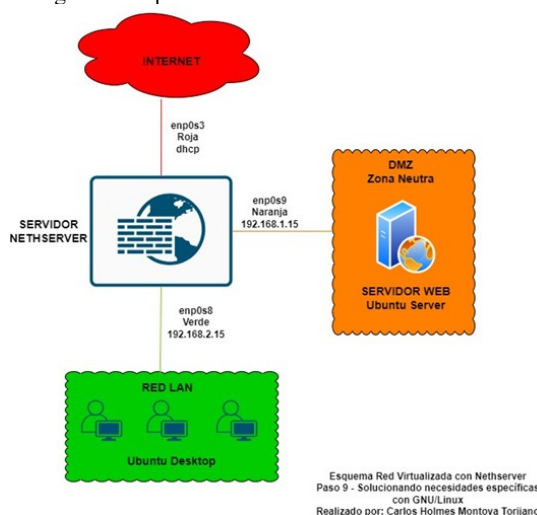 INTERNET
enp0s3
Roja
dhcp
SERVIDOR
NETHSERVER
enp0s9
Naranja
192.168.1.15
DMZ
Zona Neutra
SERVIDOR WEB
Ubuntu Server
enp0s8
Verde
192.168.2.15
RED LAN
Ubuntu Desktop
Esquema Red Virtualizada con Nethserver
Paso 9 - Solucionando necesidades específicas
con GNU/Linux
Realizado por: Carlos Holmes Montoya Torijano